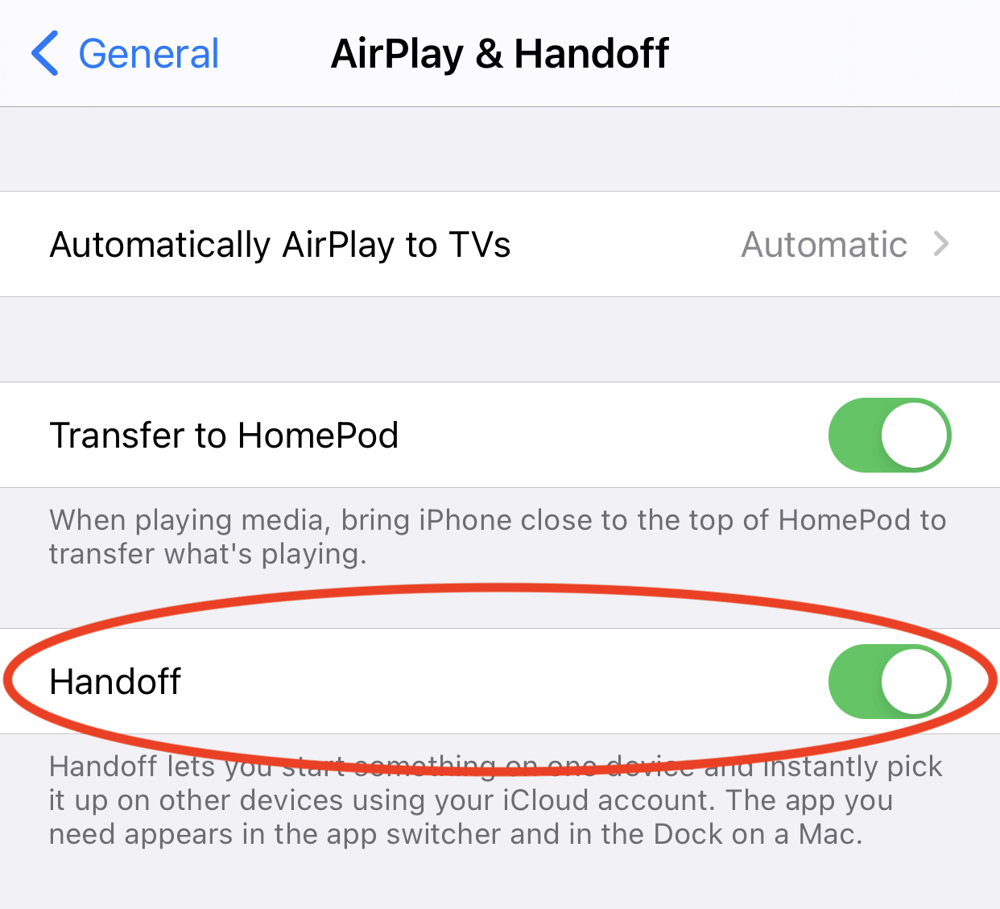 General
AirPlay & Handoff
Automatically AirPlay to TVs
Automatic
Transfer to HomePod
When playing media, bring iPhone close to the top of HomePod to
transfer what's playing.
Handoff
Handoff lets you start something on one device and instantly pick
it up on other devices using your iCloud account. The app you
need appears in the app switcher and in the Dock on a Mac.